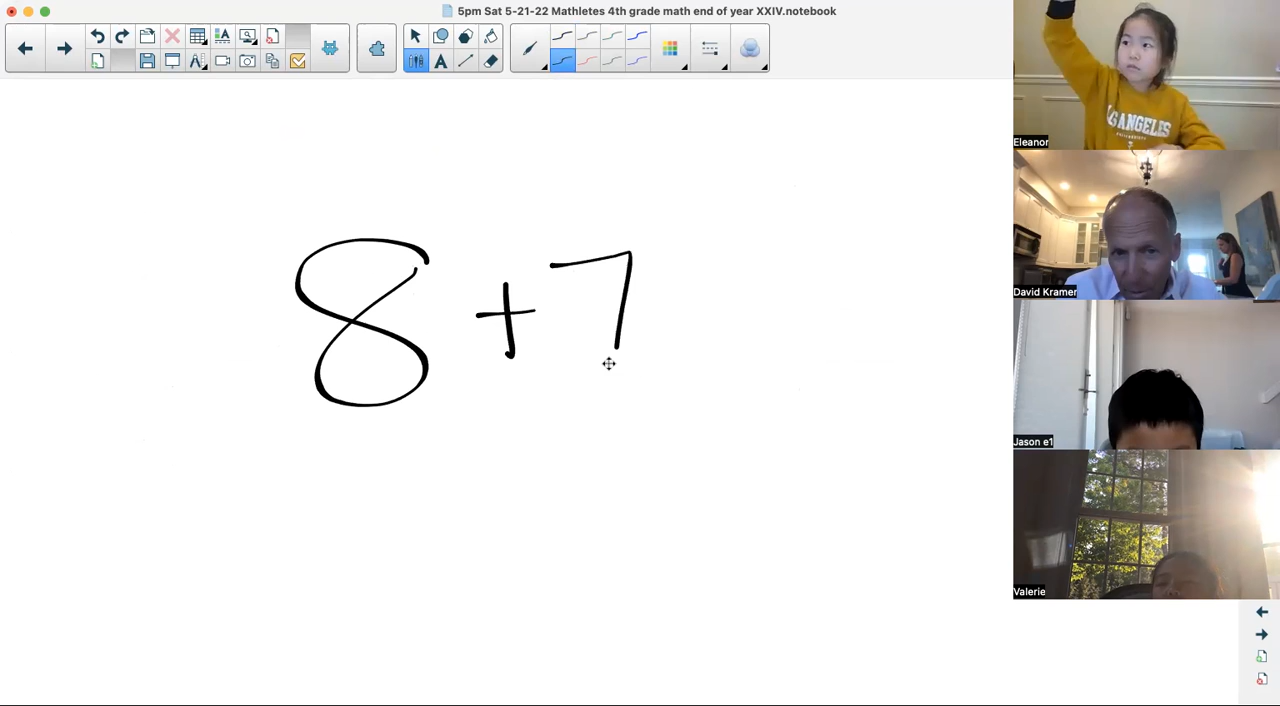 5pm Sat 5-21-22 Mathletes 4th grade math end of year XXIV.notebook
8 + 7
ANGELES
Eleanor
David Kramer
Jason e1
Valerie